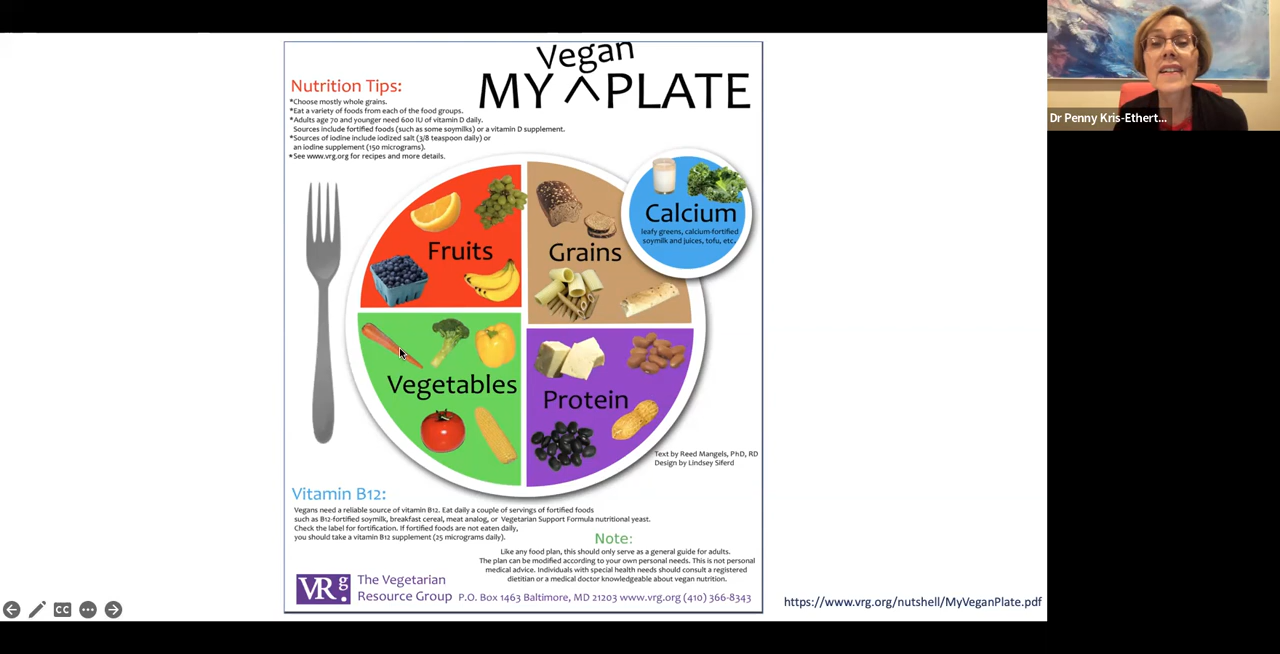 Vegan
MY ^ PLATE
Nutrition Tips:
*Choose mostly whole grains.
*Eat a variety of foods from each of the food groups.
*Adults age 70 and younger need 600 IU of vitamin D daily.
Sources include fortified foods (such as some soymilks) or a vitamin D supplement.
*Sources of iodine include iodized salt (3/8 teaspoon daily) or
an iodine supplement (150 micrograms).
*See www.vrg.org for recipes and more details.
Dr Penny Kris-Ethert...
Calcium
leafy greens, calcium-fortified
soymilk and juices, tofu, etc.
Fruits
Grains
Vegetables
Protein
Text by Reed Mangels, PhD, RD
Design by Lindsey Siferd
Vitamin B12:
Vegans need a reliable source of vitamin B12. Eat daily a couple of servings of fortified foods
such as B12-fortified soymilk, breakfast cereal, meat analog, or Vegetarian Support Formula nutritional yeast.
Check the label for fortification. If fortified foods are not eaten daily,
you should take a vitamin B12 supplement (25 micrograms daily).
Note:
Like any food plan, this should only serve as a general guide for adults.
The plan can be modified according to your own personal needs. This is not personal
medical advice. Individuals with special health needs should consult a registered
dietitian or a medical doctor knowledgeable about vegan nutrition.
VRg
The Vegetarian
Resource Group P.O. Box 1463 Baltimore, MD 21203 www.vrg.org (410) 366-8343
https://www.vrg.org/nutshell/MyVeganPlate.pdf
CC